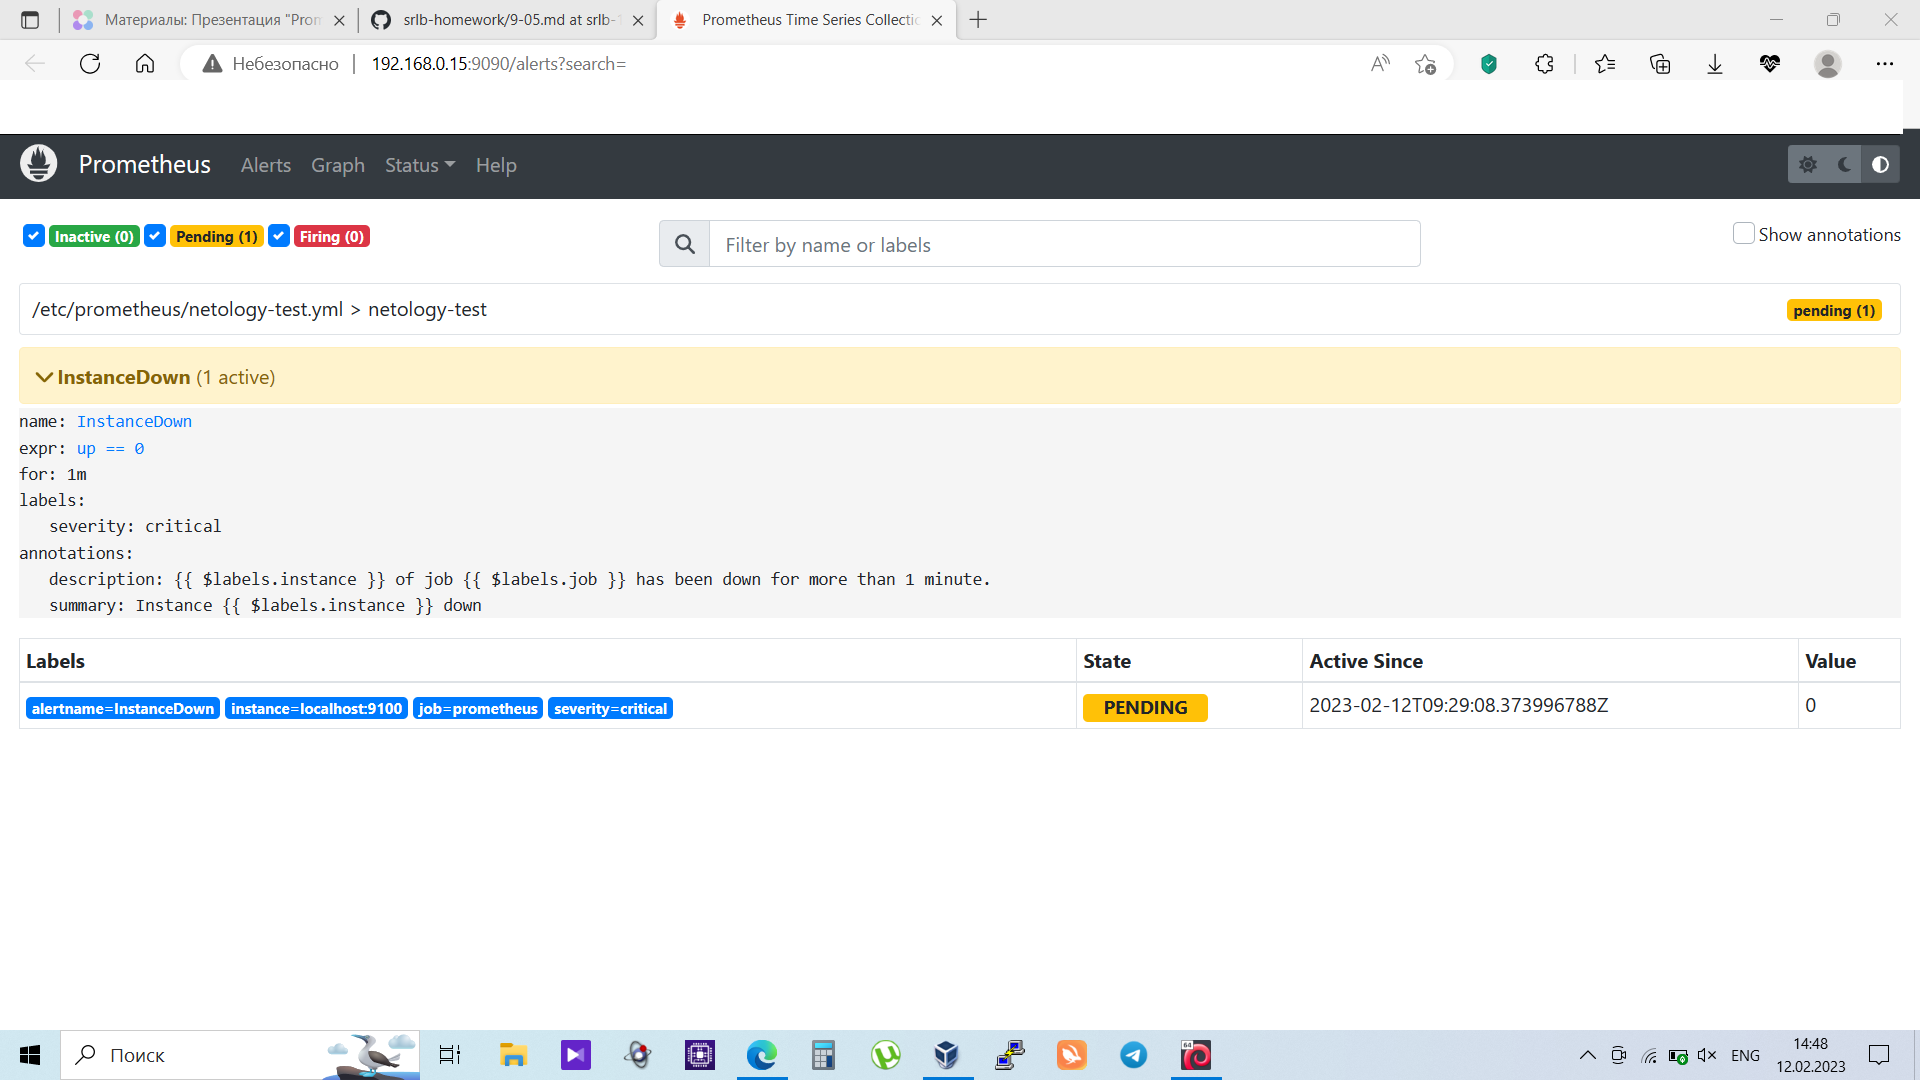 Материалы: Презентация "Prom
srlb-homework/9-05.md at srlb-
Prometheus Time Series Collectio
Небезопасно
192.168.0.15:9090/alerts?search=
Prometheus
Alerts
Graph
Status
Help
Inactive (0)
Pending (1)
Firing (0)
Filter by name or labels
Show annotations
/etc/prometheus/netology-test.yml > netology-test
pending (1)
InstanceDown (1 active)
name: InstanceDown
expr: up == 0
for: 1m
labels:
severity: critical
annotations:
description: {{ $labels.instance }} of job {{ $labels.job }} has been down for more than 1 minute.
summary: Instance {{ $labels.instance }} down
Labels
State
Active Since
Value
alertname=InstanceDown
instance=localhost:9100
job=prometheus
severity=critical
PENDING
2023-02-12T09:29:08.373996788Z
0
Поиск
64
ENG
14:48
12.02.2023